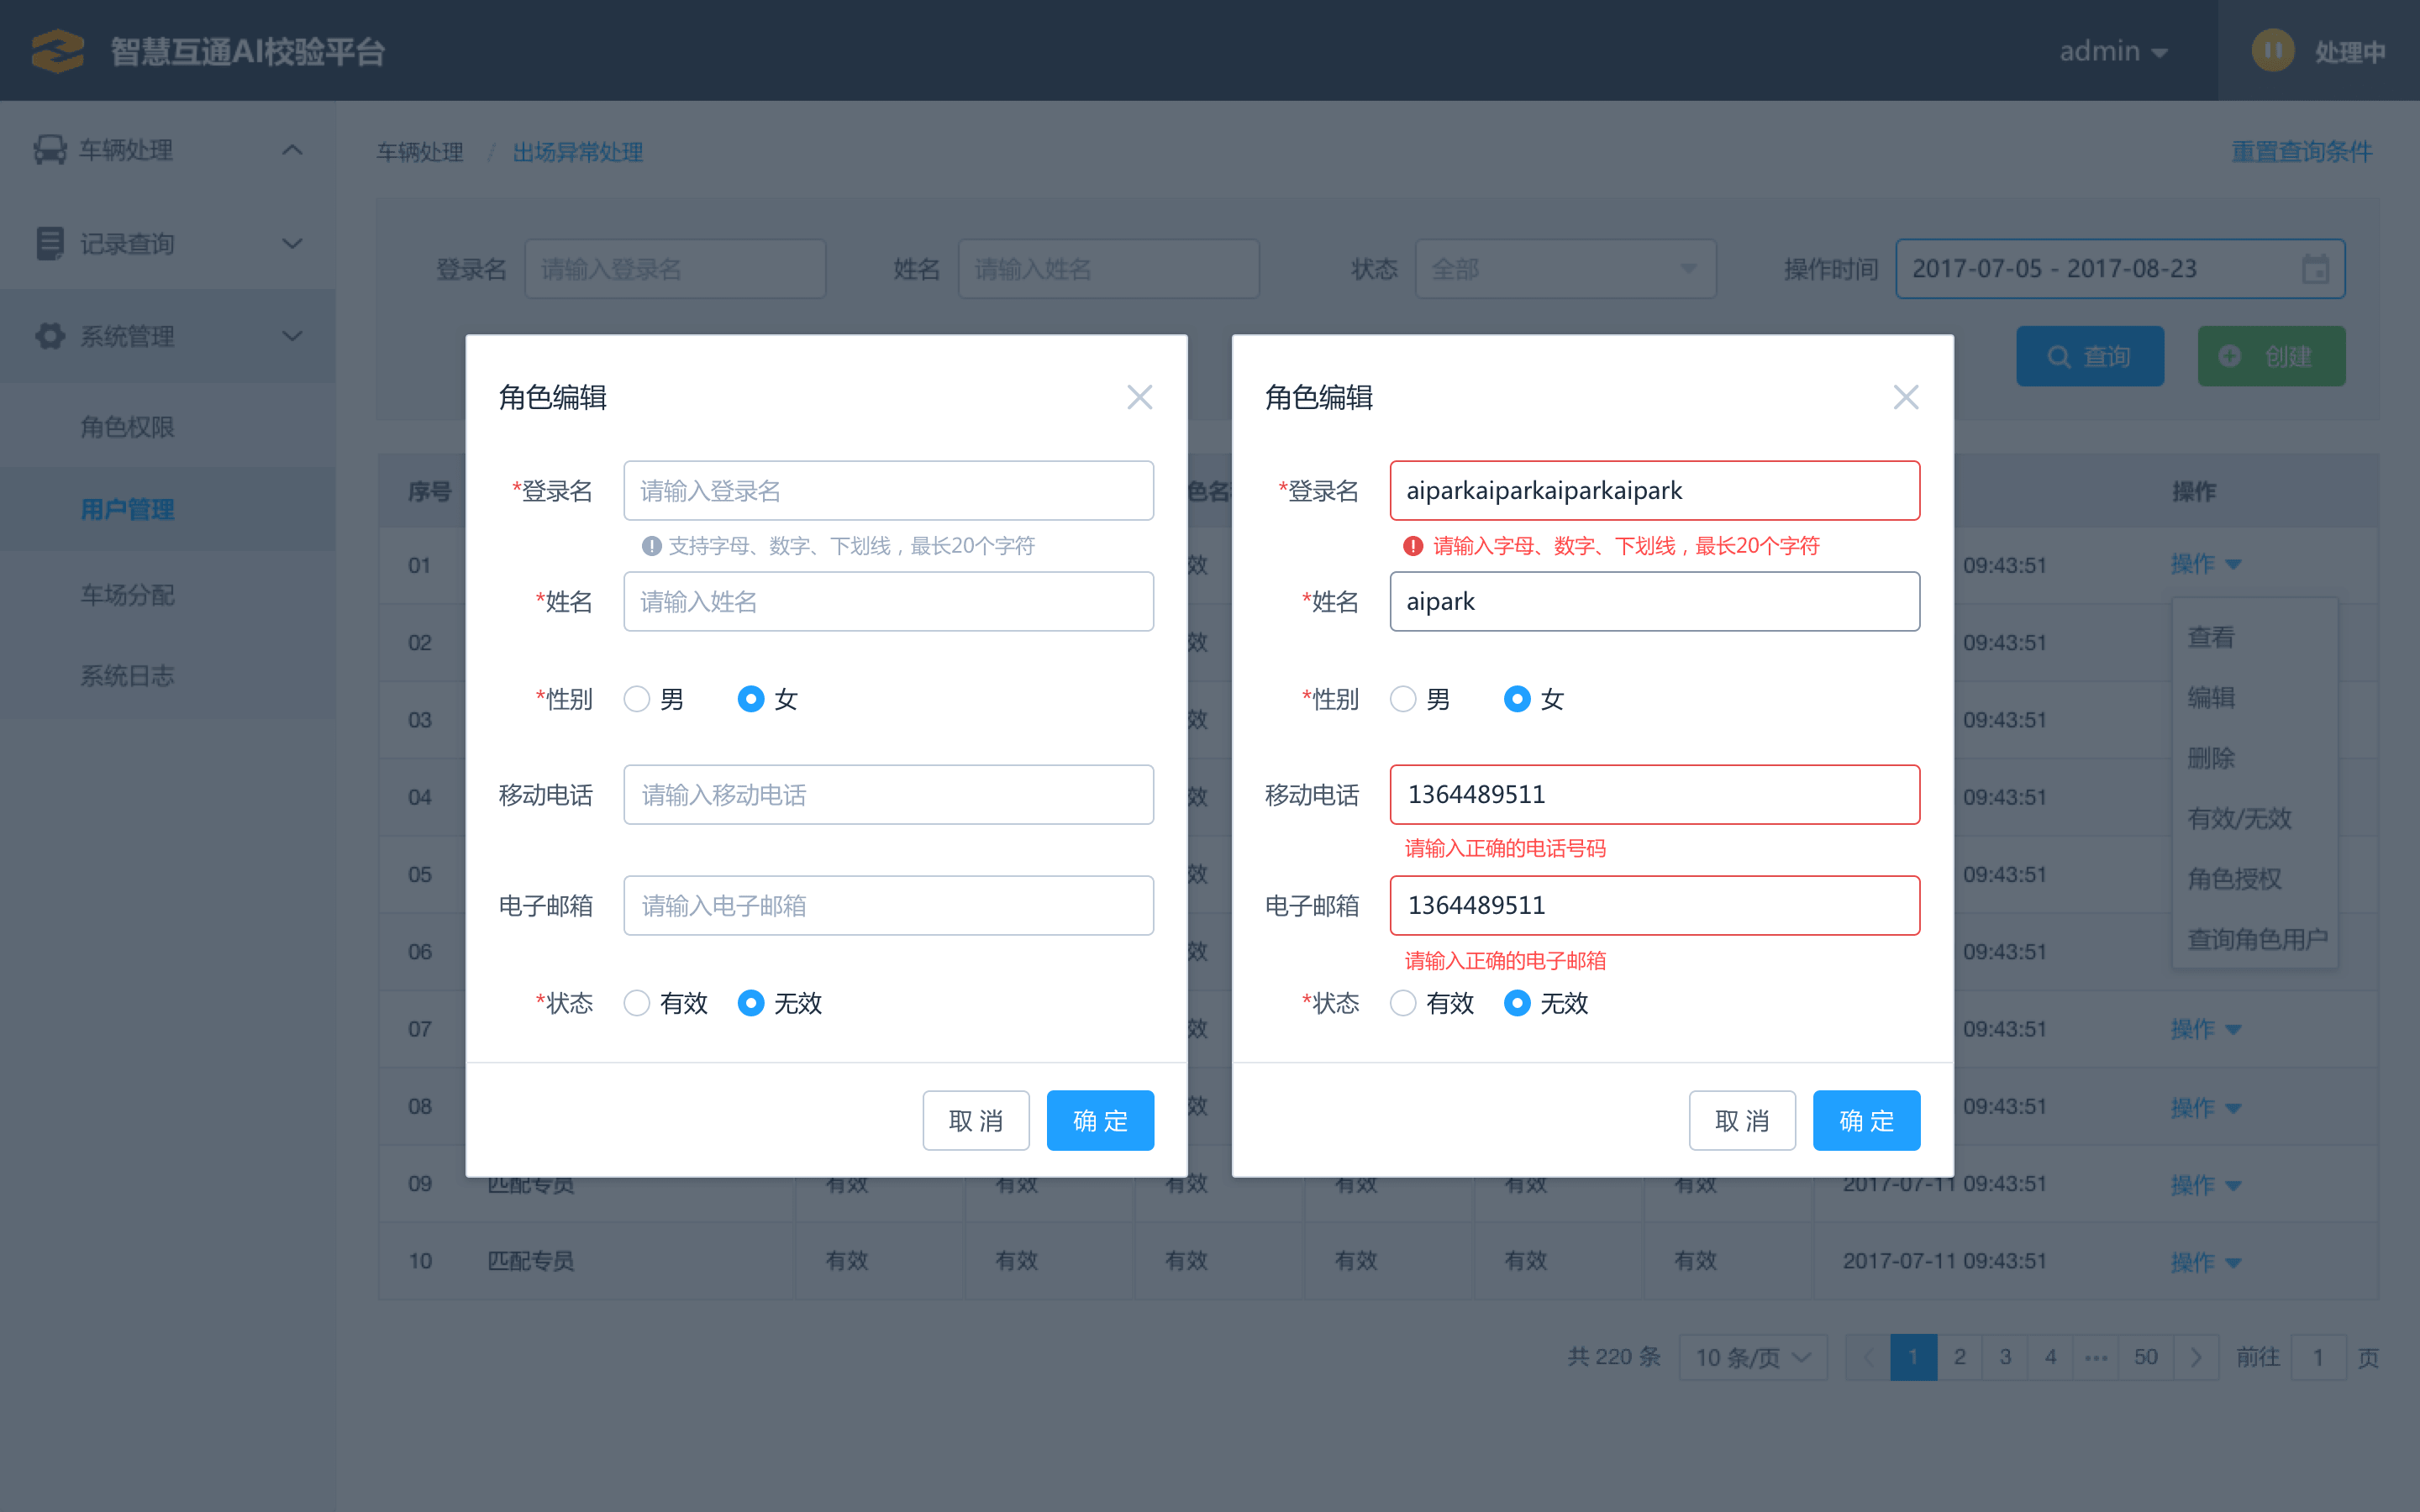 智慧互通AI校验平台
admin
处理中
车辆处理
记录查询
系统管理
角色权限
用户管理
车场分配
系统日志
车辆处理 / 出场异常处理
重置查询条件
登录名 请输入登录名 姓名 请输入姓名 状态 全部 操作时间 2017-07-05 - 2017-08-23
查询 创建
角色编辑
*登录名 请输入登录名
支持字母、数字、下划线，最长20个字符
*姓名 请输入姓名
*性别 男 女
移动电话 请输入移动电话
电子邮箱 请输入电子邮箱
*状态 有效 无效
取 消 确 定
角色编辑
*登录名 aiparkaiparkaiparkaipark
请输入字母、数字、下划线，最长20个字符
*姓名 aipark
*性别 男 女
移动电话 1364489511
请输入正确的电话号码
电子邮箱 1364489511
请输入正确的电子邮箱
*状态 有效 无效
取 消 确 定
序号 色名 操作
01 效 09:43:51 操作
02 效 09:43:51
03 效 09:43:51
04 效 09:43:51
05 效 09:43:51
06 效 09:43:51
07 效 09:43:51 操作
08 效 09:43:51 操作
09 匹配专员 有效 有效 有效 有效 有效 有效 2017-07-11 09:43:51 操作
10 匹配专员 有效 有效 有效 有效 有效 有效 2017-07-11 09:43:51 操作
查看
编辑
删除
有效/无效
角色授权
查询角色用户
共 220 条 10 条/页 1 2 3 4 ••• 50 前往 1 页